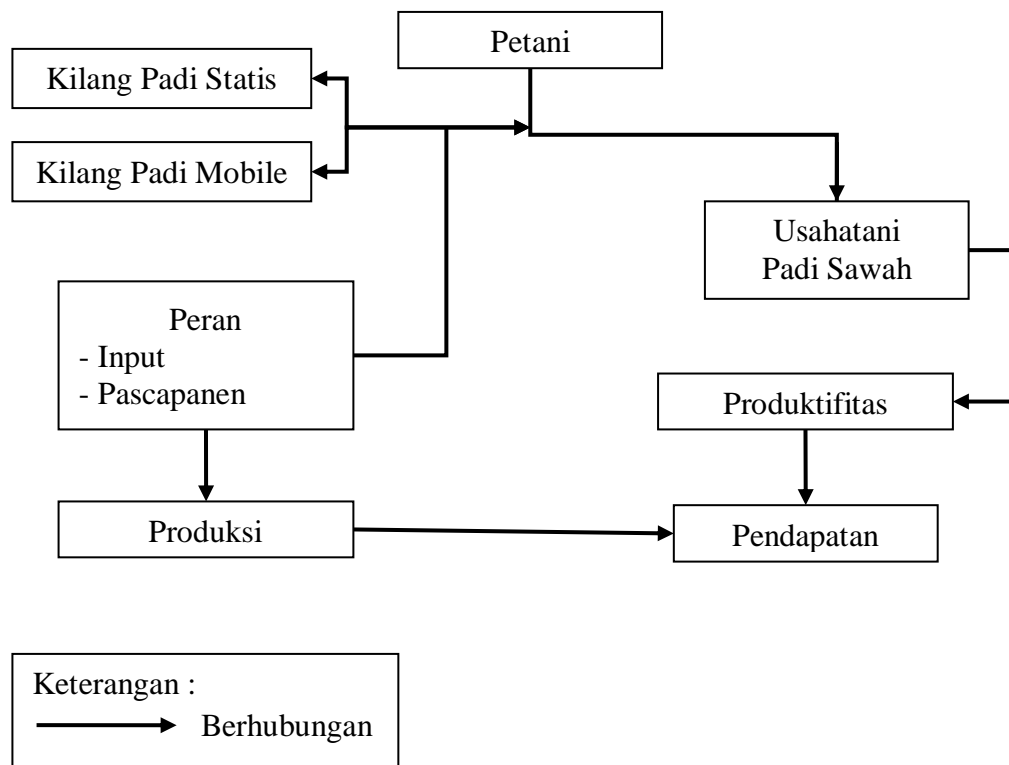 Petani
Kilang Padi Statis
Kilang Padi Mobile
Usahatani
Padi Sawah
Peran
- Input
- Pascapanen
Produktifitas
Produksi
Pendapatan
Keterangan :
Berhubungan